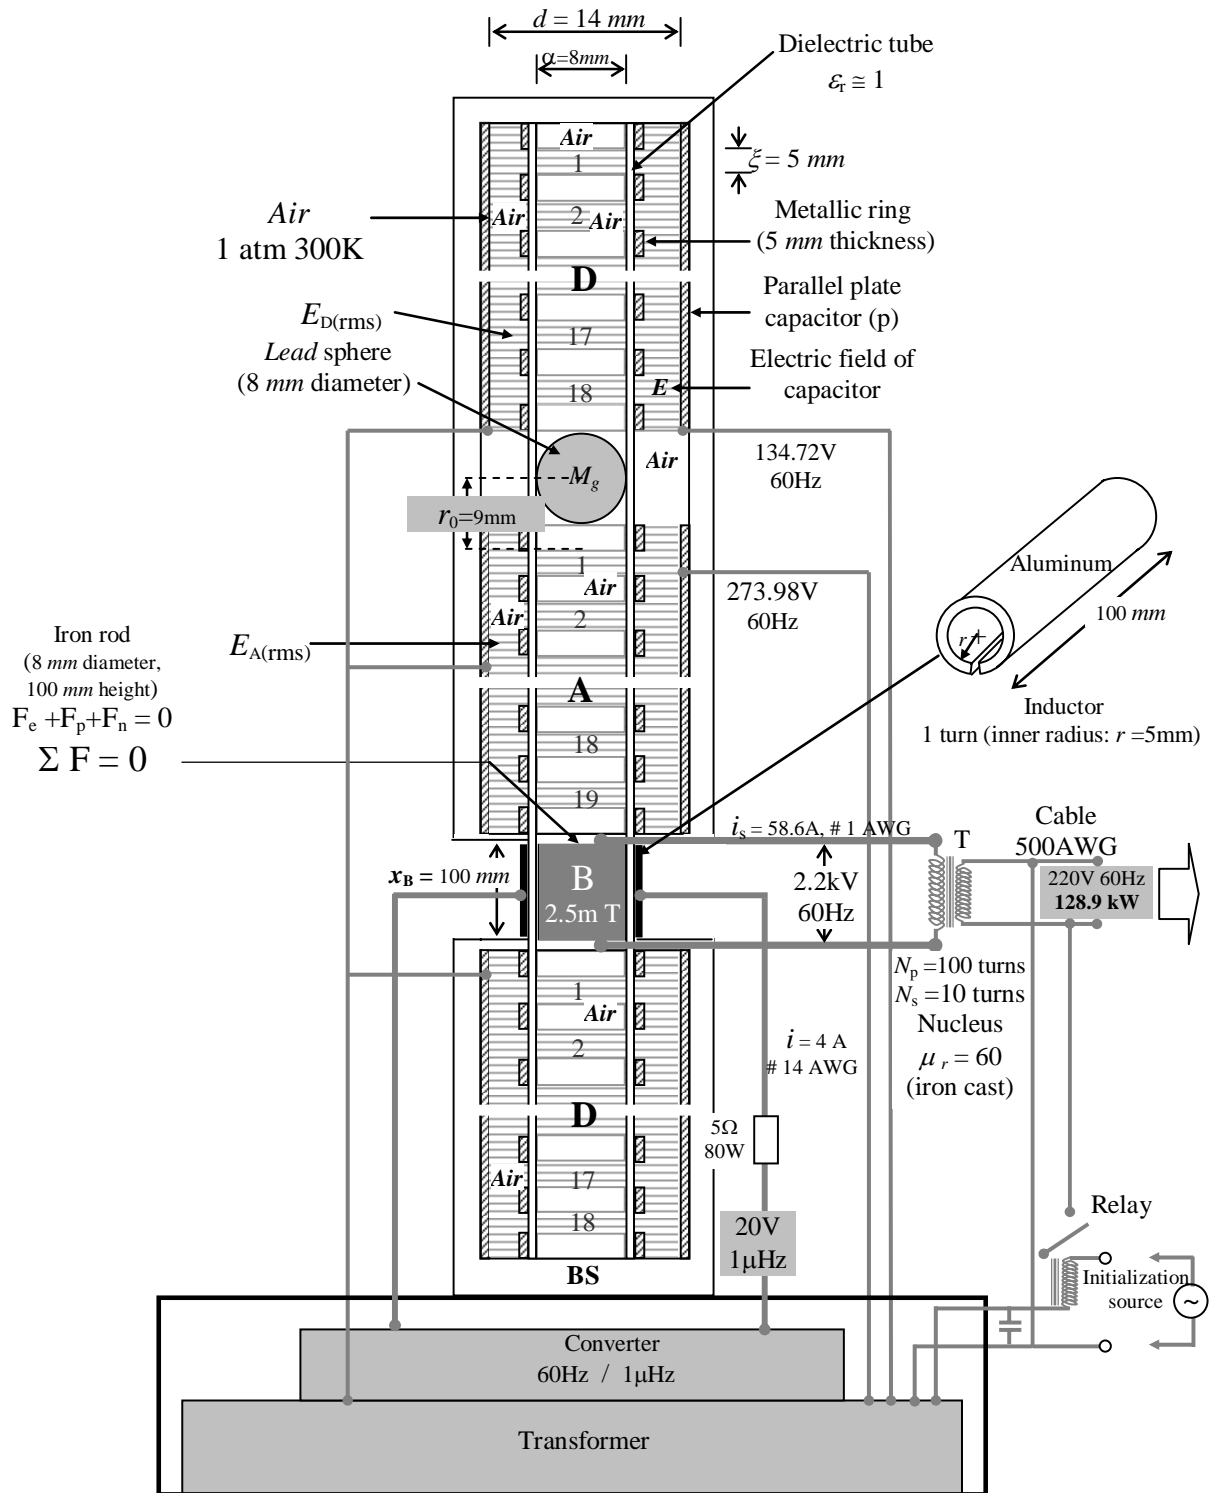 d = 14 mm
α=8mm
Dielectric tube
εr ≅ 1
Air
1
ξ = 5 mm
Air
1 atm 300K
Air
2
Air
Metallic ring
(5 mm thickness)
D
Parallel plate
capacitor (p)
ED(rms)
17
Lead sphere
(8 mm diameter)
Electric field of
capacitor
E
18
134.72V
60Hz
Air
Mg
r0=9mm
1
Air
Aluminum
100 mm
r
273.98V
60Hz
Air
2
Iron rod
(8 mm diameter,
100 mm height)
Fe +Fp+Fn = 0
Σ F = 0
EA(rms)
A
Inductor
1 turn (inner radius: r =5mm)
18
19
is = 58.6A, # 1 AWG
T
Cable
500AWG
xB = 100 mm
B
2.5m T
2.2kV
60Hz
220V 60Hz
128.9 kW
Np =100 turns
Ns =10 turns
Nucleus
μ r = 60
(iron cast)
1
Air
2
i = 4 A
# 14 AWG
D
5Ω
80W
Air
17
18
Relay
20V
1μHz
BS
Initialization
source
~
Converter
60Hz / 1μHz
Transformer